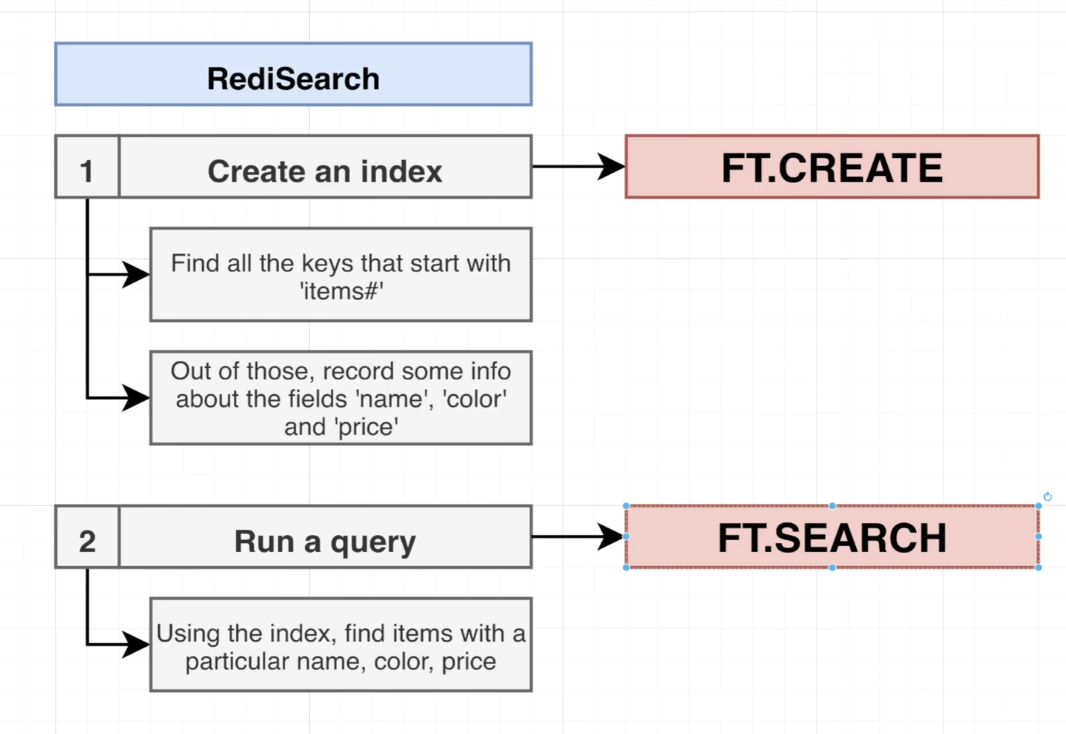 RediSearch
1
Create an index
FT.CREATE
Find all the keys that start with
'items#'
Out of those, record some info
about the fields 'name', 'color'
and 'price'
2
Run a query
FT.SEARCH
Using the index, find items with a
particular name, color, price